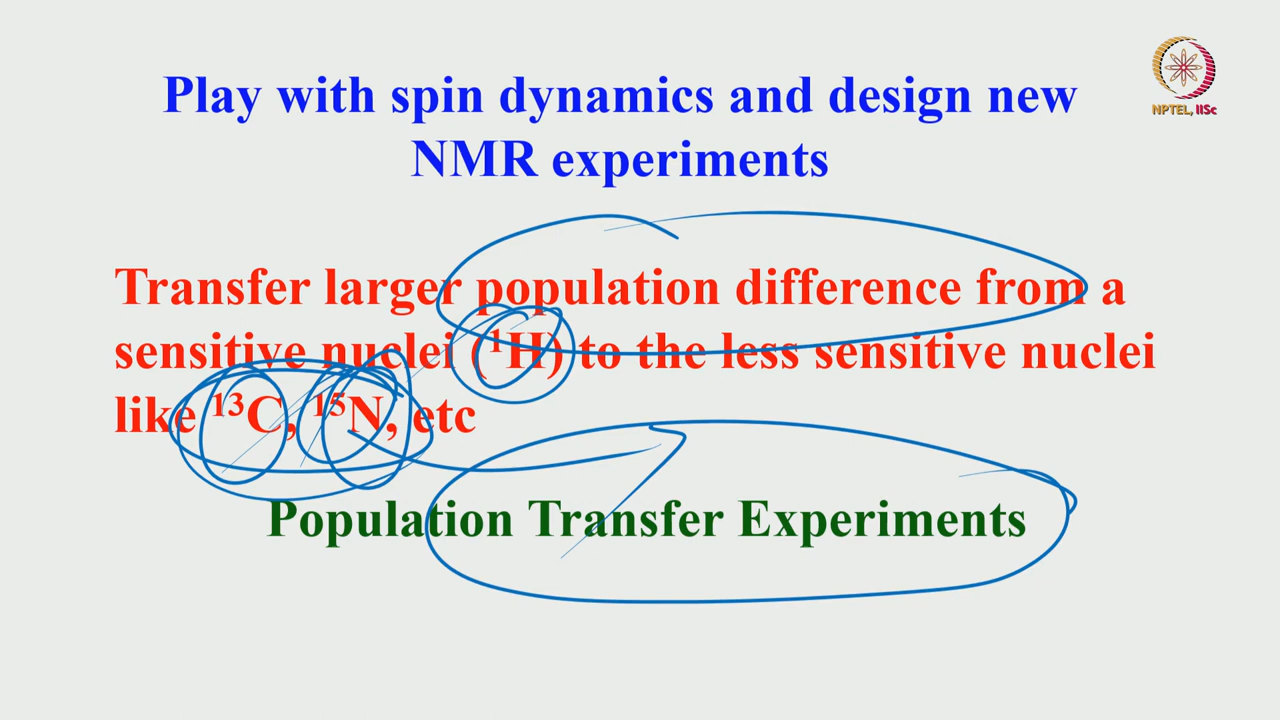 NPTEL, IISc
Play with spin dynamics and design new
NMR experiments
Transfer larger population difference from a
sensitive nuclei (¹H) to the less sensitive nuclei
like ¹³C, ¹⁵N, etc
Population Transfer Experiments